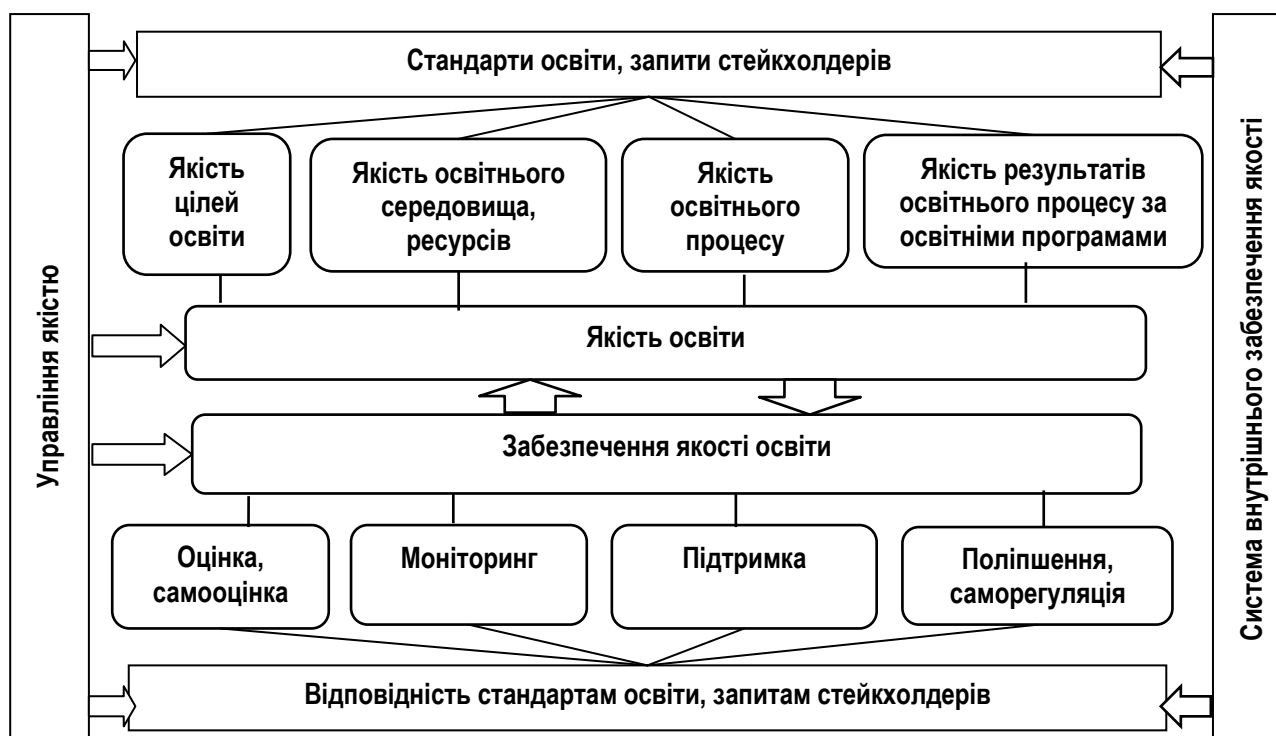 Управління якістю
Стандарти освіти, запити стейкхолдерів
Якість
цілей
освіти
Якість освітнього
середовища,
ресурсів
Якість
освітнього
процесу
Якість результатів
освітнього процесу за
освітніми програмами
Якість освіти
Забезпечення якості освіти
Оцінка,
самооцінка
Моніторинг
Підтримка
Поліпшення,
саморегуляція
Відповідність стандартам освіти, запитам стейкхолдерів
Система внутрішнього забезпечення якості